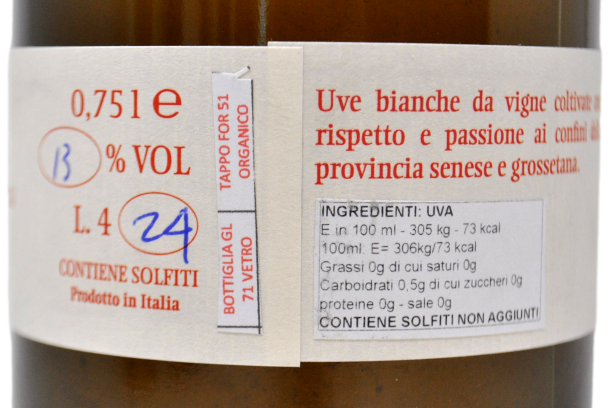 0,75 l e
13 % VOL
L. 4 24
CONTIENE SOLFITI
Prodotto in Italia
TAPPO FOR 51
ORGANICO
BOTTIGLIA GL
71 VETRO
Uve bianche da vigne coltivate con
rispetto e passione ai confini della
provincia senese e grossetana.
INGREDIENTI: UVA
E in 100 ml - 305 kg - 73 kcal
100ml: E= 306kg/73 kcal
Grassi 0g di cui saturi 0g
Carboidrati 0,5g di cui zuccheri 0g
proteine 0g - sale 0g
CONTIENE SOLFITI NON AGGIUNTI